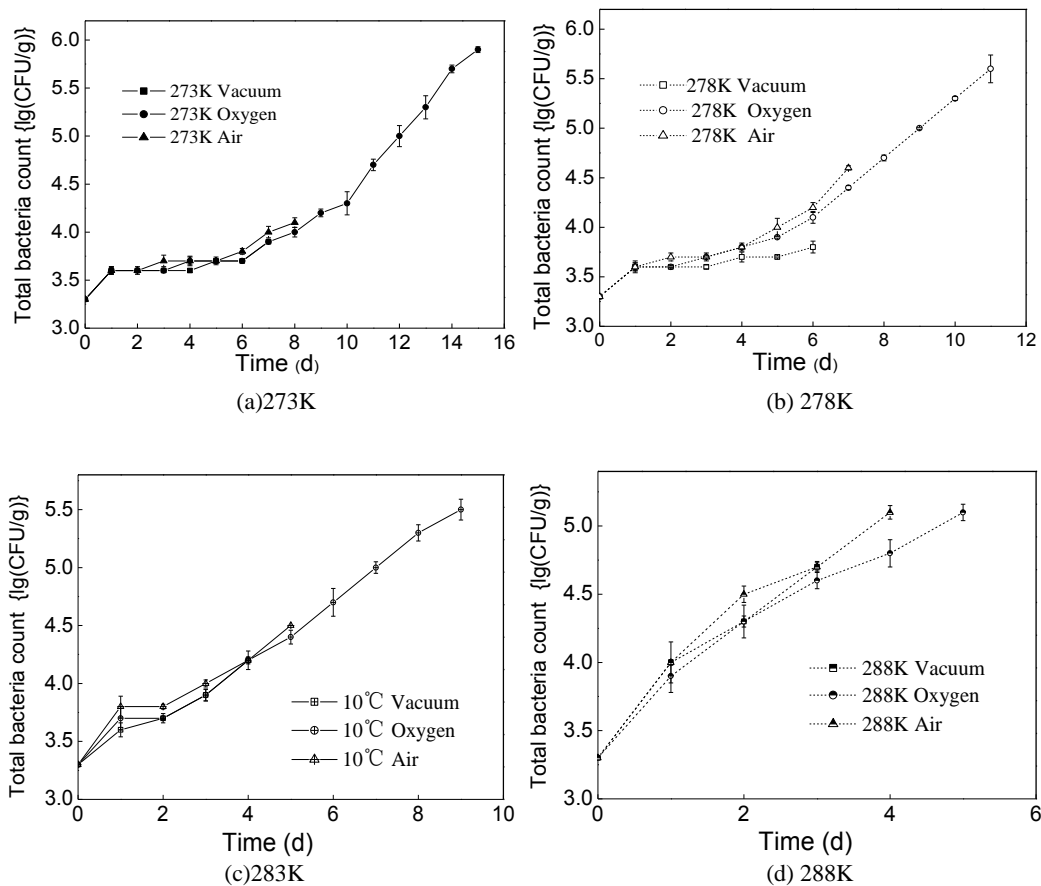 Total bacteria count {lg(CFU/g)}
6.0
5.5
5.0
4.5
4.0
3.5
3.0
273K Vacuum
273K Oxygen
273K Air
0 2 4 6 8 10 12 14 16
Time (d)
(a)273K
Total bacteria count {lg(CFU/g)}
6.0
5.5
5.0
4.5
4.0
3.5
3.0
278K Vacuum
278K Oxygen
278K Air
0 2 4 6 8 10 12
Time (d)
(b) 278K
Total bacteria count {lg(CFU/g)}
5.5
5.0
4.5
4.0
3.5
3.0
10℃ Vacuum
10℃ Oxygen
10℃ Air
0 2 4 6 8 10
Time (d)
(c)283K
Total bacteria count {lg(CFU/g)}
5.0
4.5
4.0
3.5
3.0
288K Vacuum
288K Oxygen
288K Air
0 2 4 6
Time (d)
(d) 288K